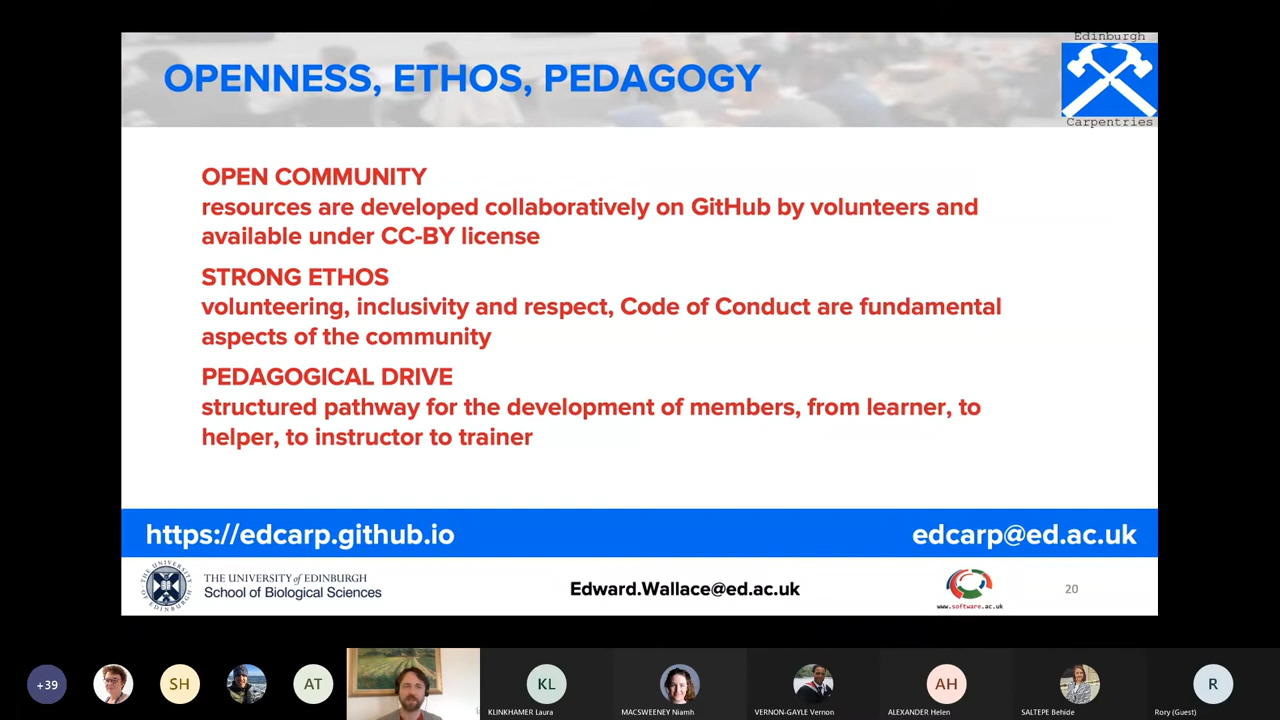 OPENNESS, ETHOS, PEDAGOGY
Edinburgh
Carpentries
OPEN COMMUNITY
resources are developed collaboratively on GitHub by volunteers and
available under CC-BY license
STRONG ETHOS
volunteering, inclusivity and respect, Code of Conduct are fundamental
aspects of the community
PEDAGOGICAL DRIVE
structured pathway for the development of members, from learner, to
helper, to instructor to trainer
https://edcarp.github.io
edcarp@ed.ac.uk
THE UNIVERSITY of EDINBURGH
School of Biological Sciences
Edward.Wallace@ed.ac.uk
www.software.ac.uk
20
+39
SH
AT
KL
KLINKHAMER Laura
MACSWEENEY Niamh
VERNON-GAYLE Vernon
AH
ALEXANDER Helen
SALTEPE Behide
R
Rory (Guest)